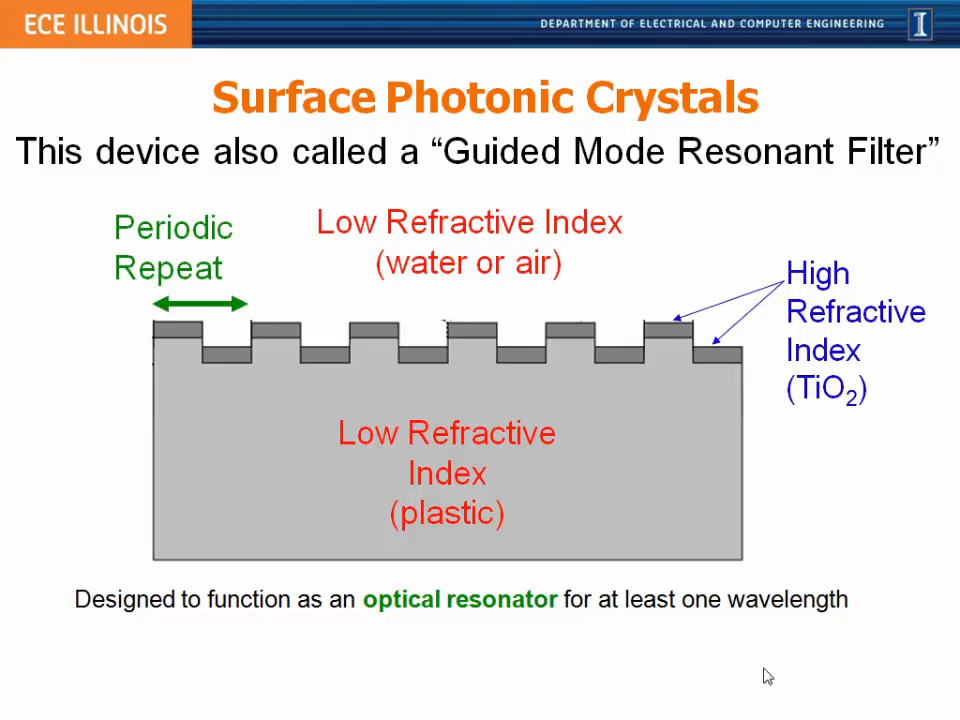 ECE ILLINOIS
DEPARTMENT OF ELECTRICAL AND COMPUTER ENGINEERING
I
Surface Photonic Crystals
This device also called a “Guided Mode Resonant Filter”
Periodic
Repeat
Low Refractive Index
(water or air)
High
Refractive
Index
(TiO₂)
Low Refractive
Index
(plastic)
Designed to function as an optical resonator for at least one wavelength